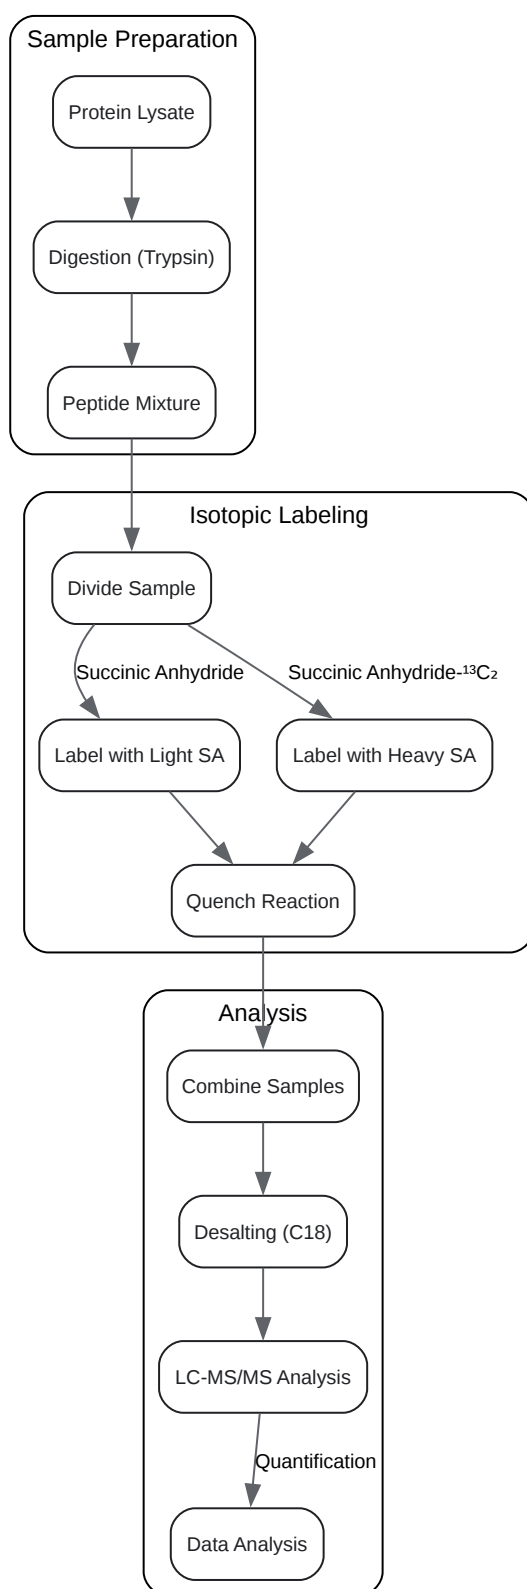 Sample Preparation
Protein Lysate
Digestion (Trypsin)
Peptide Mixture
Isotopic Labeling
Divide Sample
Succinic Anhydride
Succinic Anhydride-¹³C₂
Label with Light SA
Label with Heavy SA
Quench Reaction
Analysis
Combine Samples
Desalting (C18)
LC-MS/MS Analysis
Quantification
Data Analysis